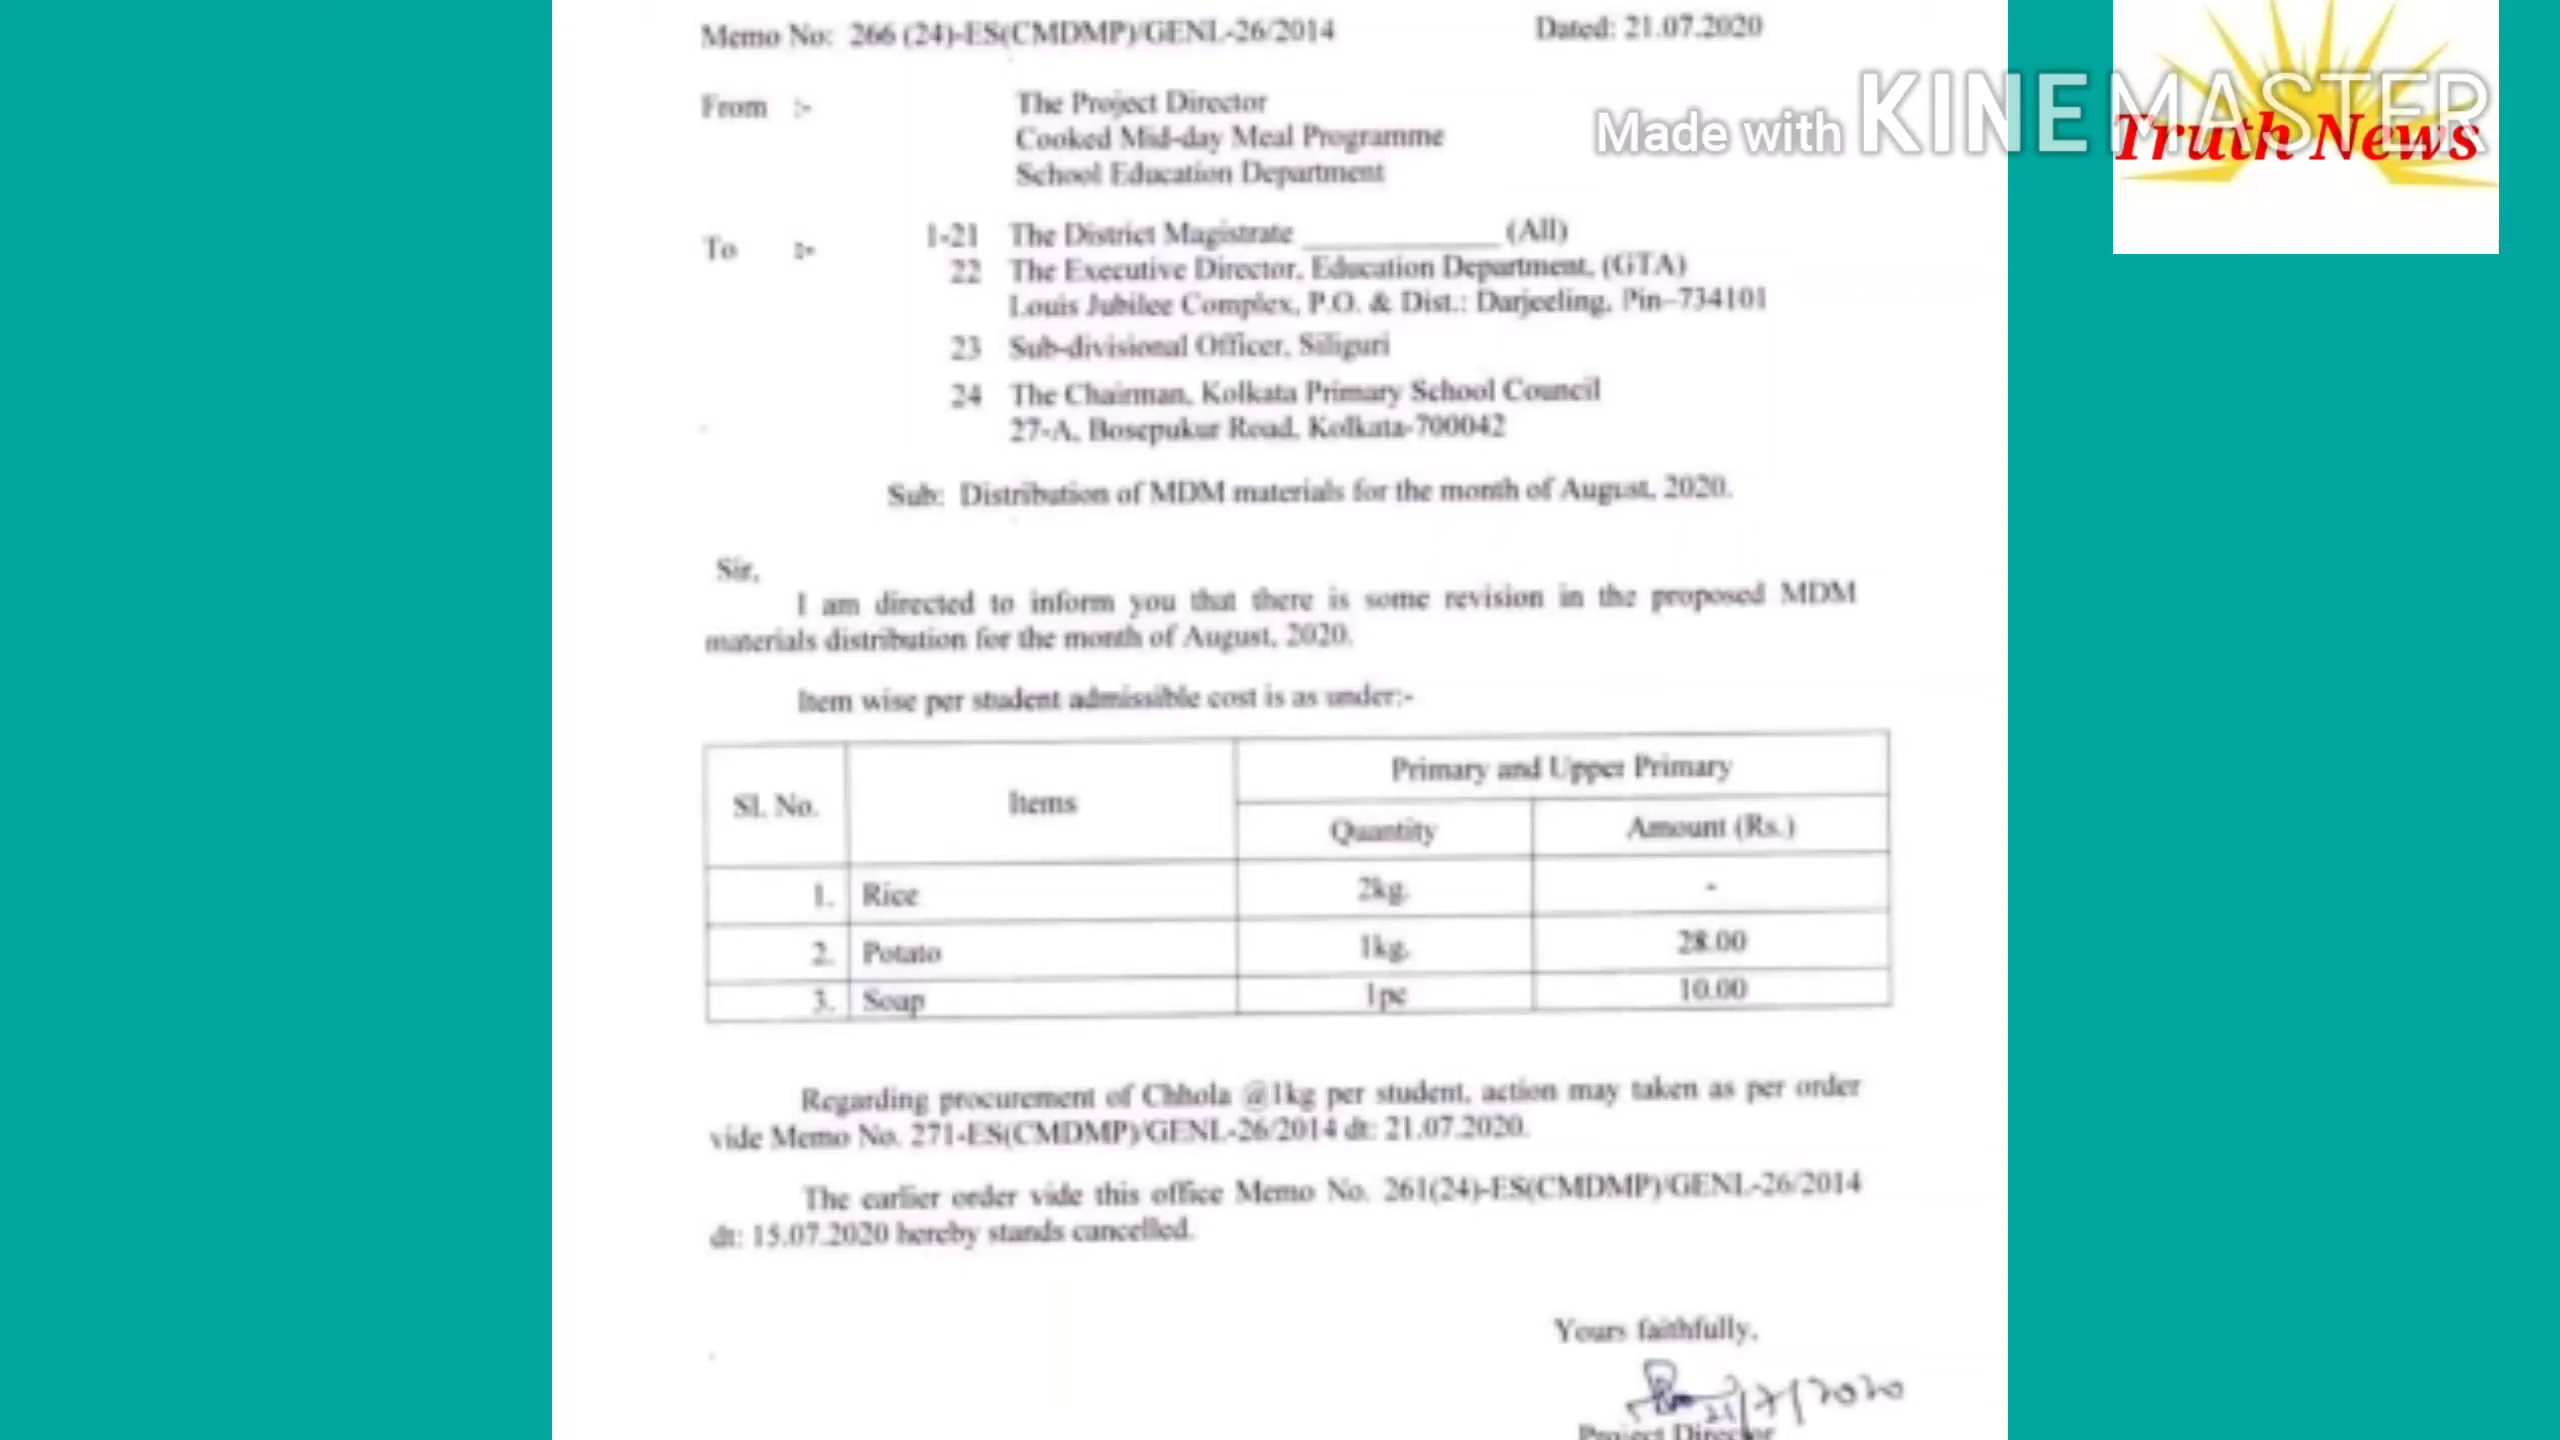 Memo No: 266 (24)-ES(CMDMP)/GENL-26/2014 Dated: 21.07.2020
Made with KINEMASTER
Truth News
From :- The Project Director
Cooked Mid-day Meal Programme
School Education Department
To :- 1-21 The District Magistrate ____________ (All)
22 The Executive Director, Education Department, (GTA)
Louis Jubilee Complex, P.O. & Dist.: Darjeeling, Pin-734101
23 Sub-divisional Officer, Siliguri
24 The Chairman, Kolkata Primary School Council
27-A, Bosepukur Road, Kolkata-700042
Sub: Distribution of MDM materials for the month of August, 2020.
Sir,
I am directed to inform you that there is some revision in the proposed MDM
materials distribution for the month of August, 2020.
Item wise per student admissible cost is as under:-
Sl. No. Items Primary and Upper Primary
Quantity Amount (Rs.)
1. Rice 2kg. -
2. Potato 1kg. 28.00
3. Soap 1pc 10.00
Regarding procurement of Chhola @1kg per student, action may taken as per order
vide Memo No. 271-ES(CMDMP)/GENL-26/2014 dt: 21.07.2020.
The earlier order vide this office Memo No. 261(24)-ES(CMDMP)/GENL-26/2014
dt: 15.07.2020 hereby stands cancelled.
Yours faithfully,
21/7/2020
Project Director